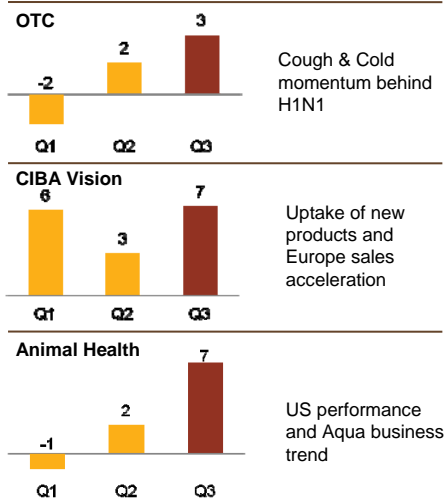 OTC
-2
2
3
Q1
Q2
Q3
Cough & Cold
momentum behind
H1N1
CIBA Vision
6
3
7
Q1
Q2
Q3
Uptake of new
products and
Europe sales
acceleration
Animal Health
-1
2
7
Q1
Q2
Q3
US performance
and Aqua business
trend